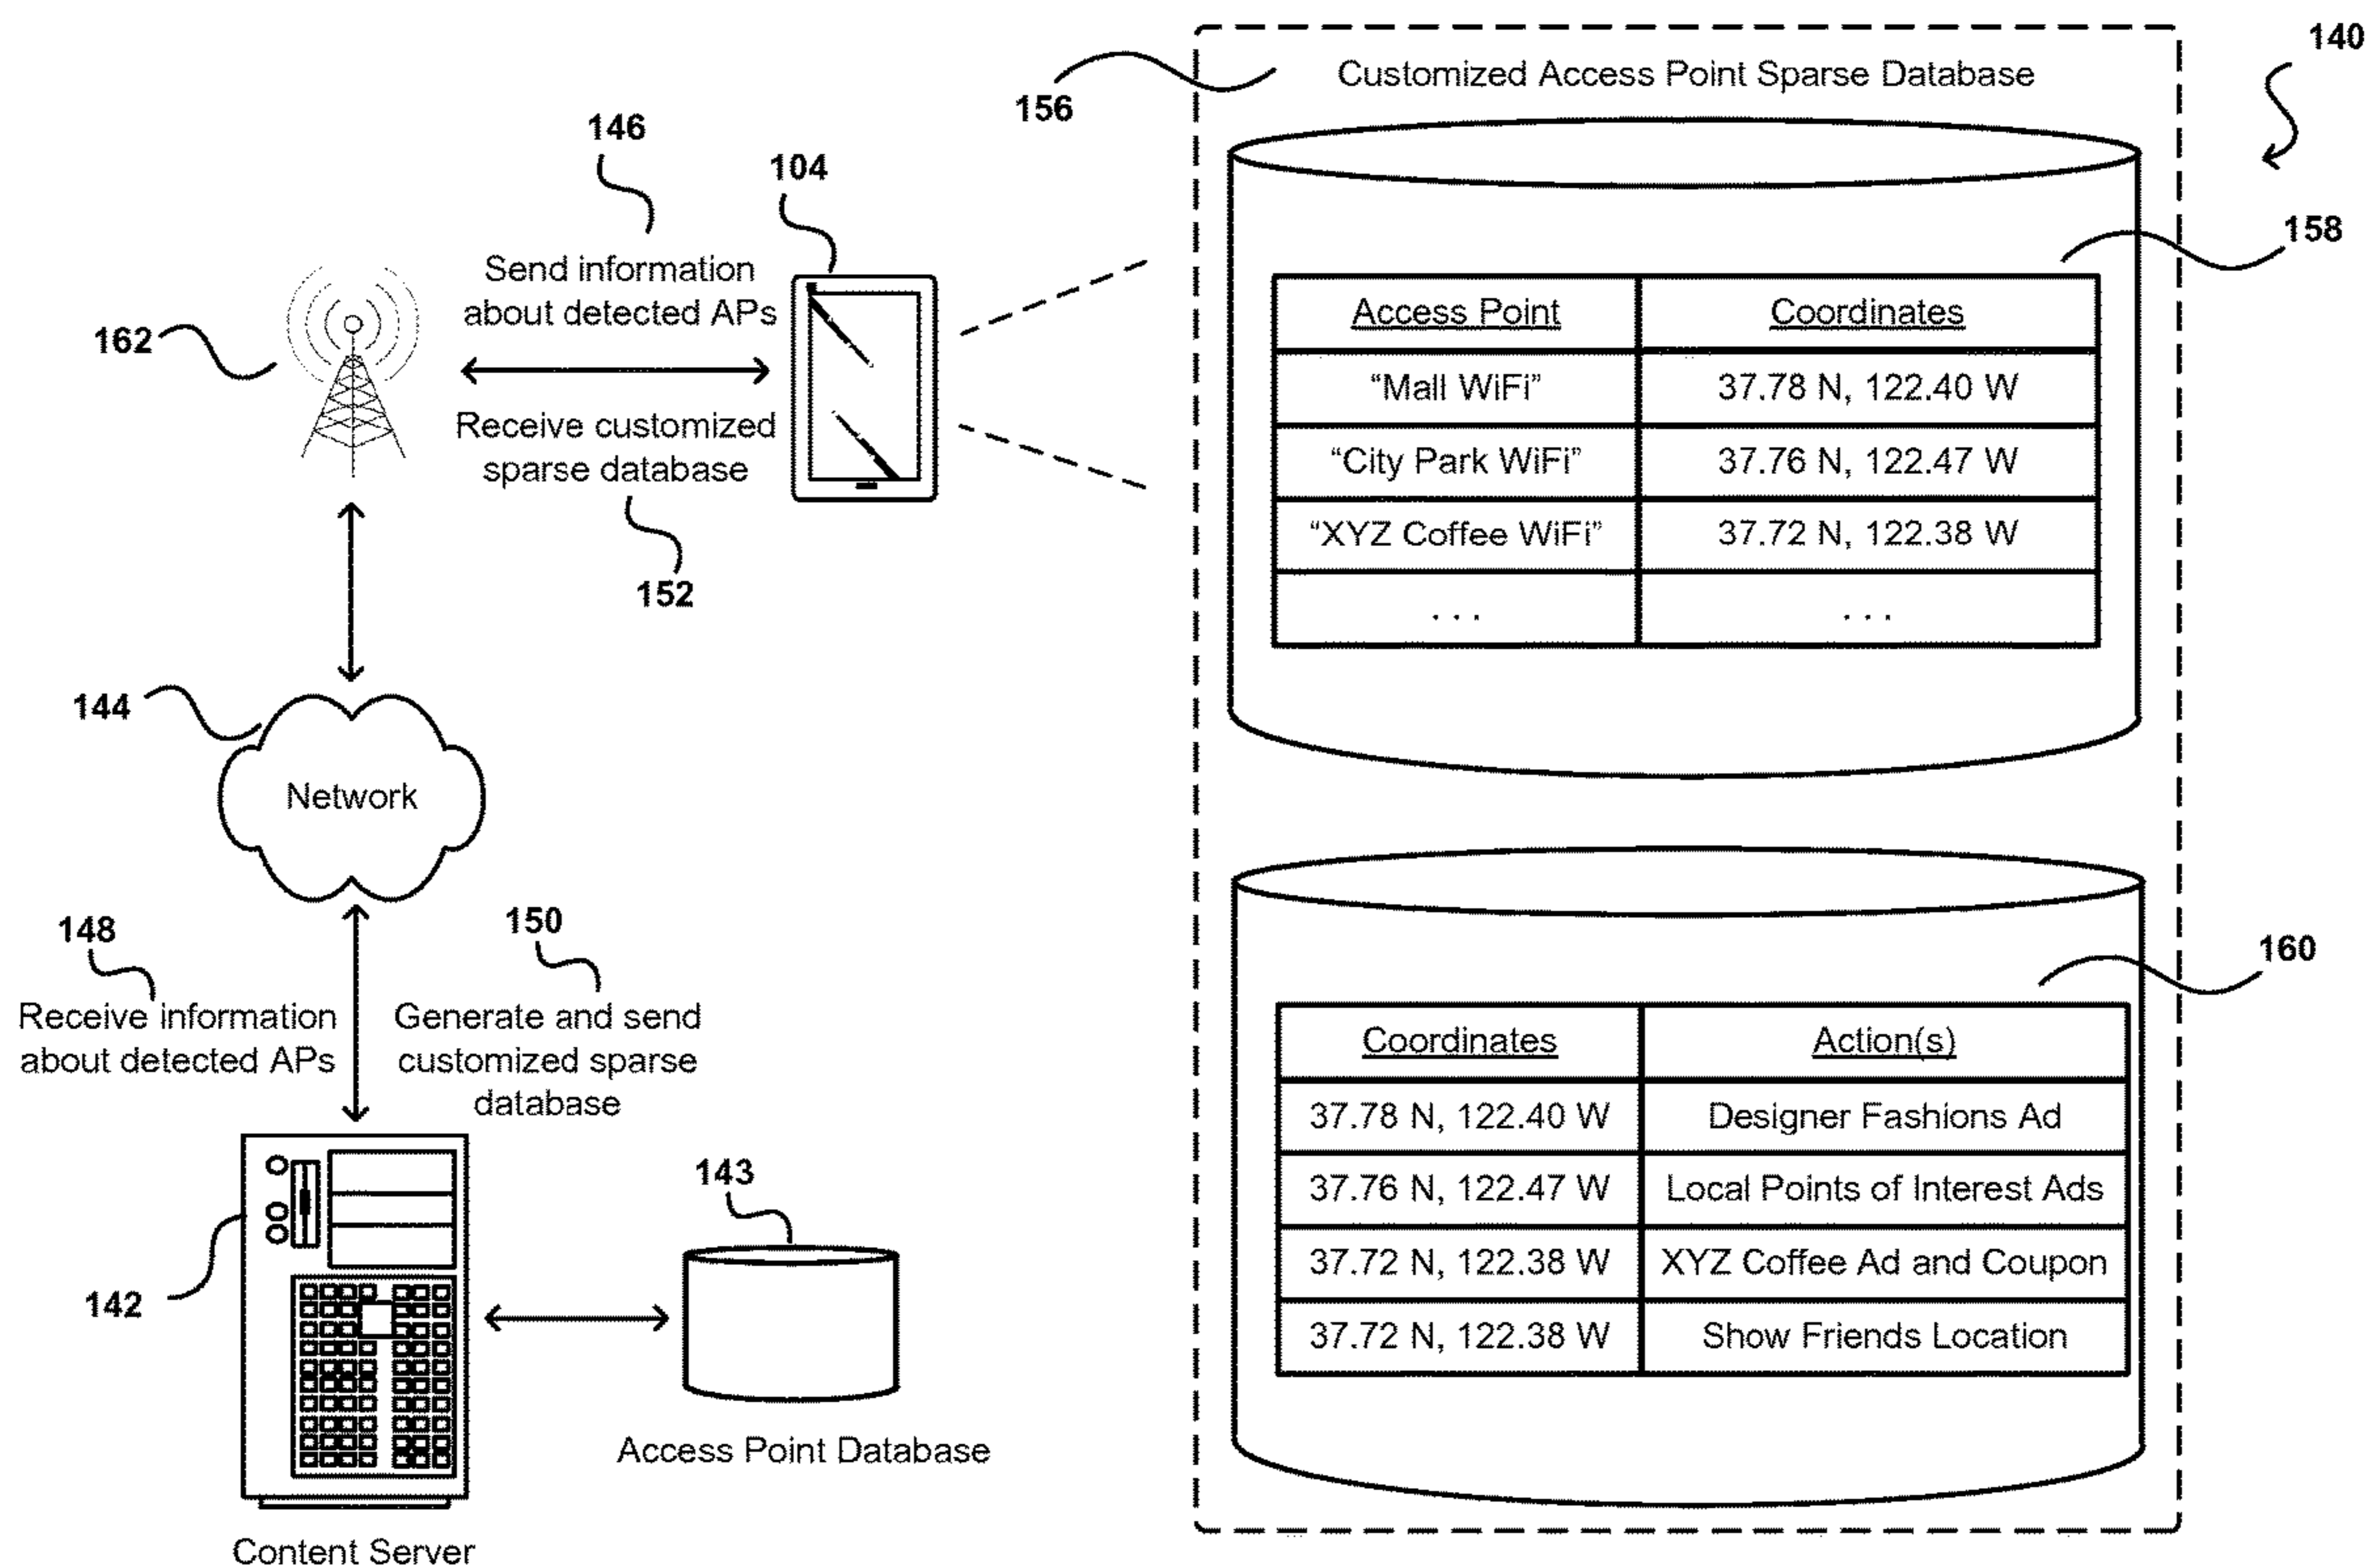 140
Customized Access Point Sparse Database
156
146
104
158
Send information
about detected APs
162
Receive customized
sparse database
152
Access Point Coordinates
“Mall WiFi” 37.78 N, 122.40 W
“City Park WiFi” 37.76 N, 122.47 W
“XYZ Coffee WiFi” 37.72 N, 122.38 W
. . . . . .
144
Network
148
150
Receive information
about detected APs
Generate and send
customized sparse
database
160
Coordinates Action(s)
37.78 N, 122.40 W Designer Fashions Ad
37.76 N, 122.47 W Local Points of Interest Ads
37.72 N, 122.38 W XYZ Coffee Ad and Coupon
37.72 N, 122.38 W Show Friends Location
143
142
Access Point Database
Content Server